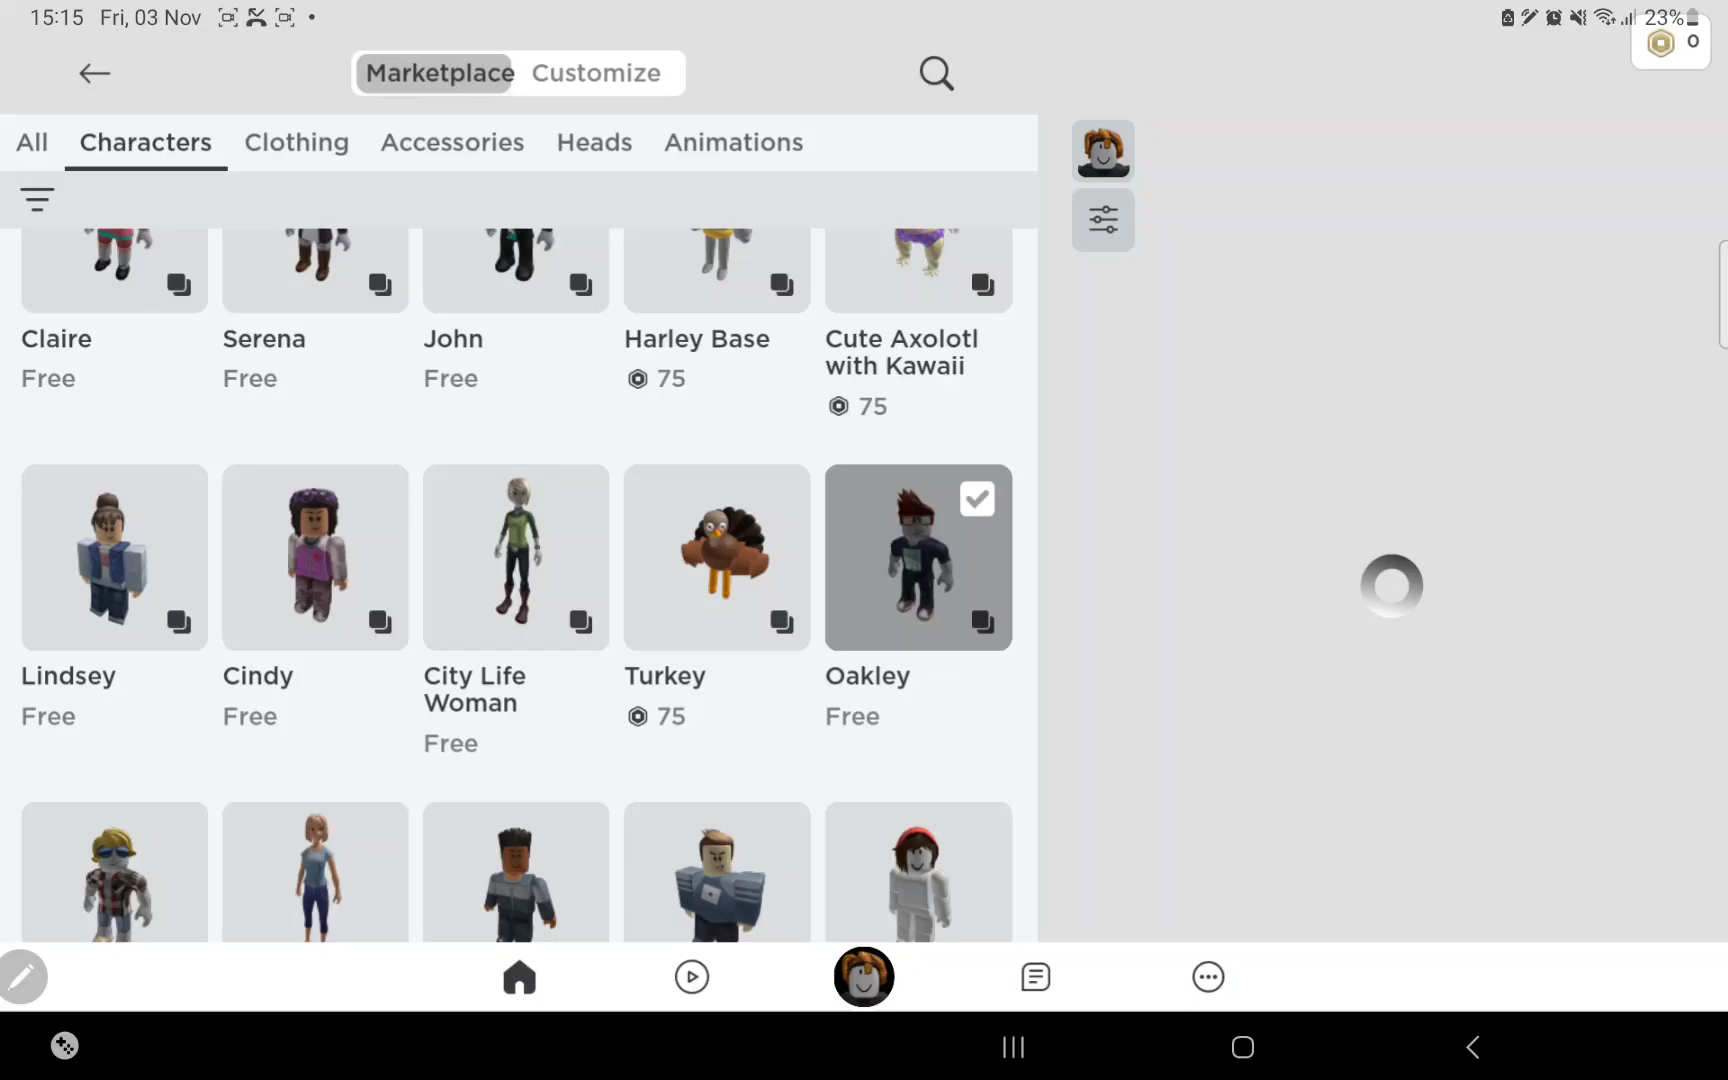 15:15 Fri, 03 Nov
23%
0
Marketplace Customize
All Characters Clothing Accessories Heads Animations
Claire Serena John Harley Base Cute Axolotl
with Kawaii
Free Free Free 75
75
Lindsey Cindy City Life Turkey Oakley
Woman
Free Free 75 Free
Free